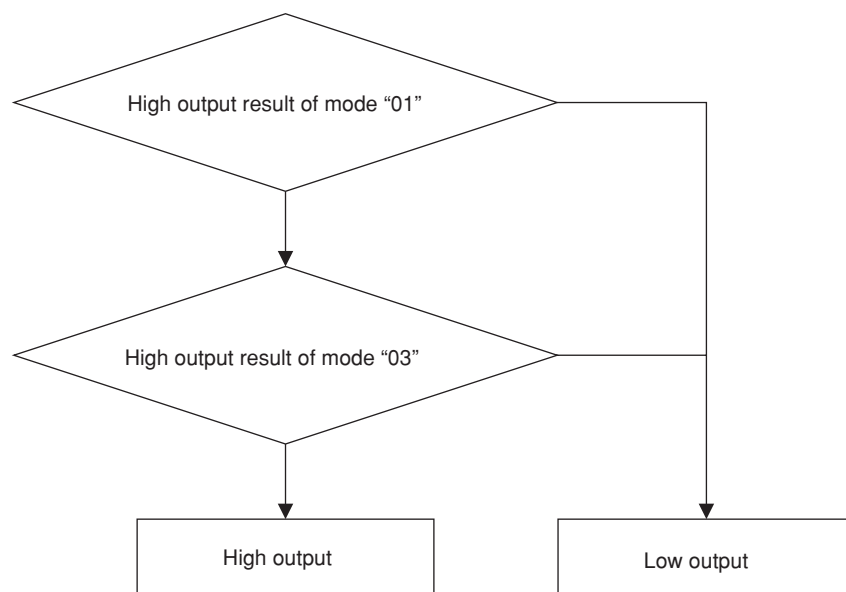 High output result of mode “01”
High output result of mode “03”
High output
Low output